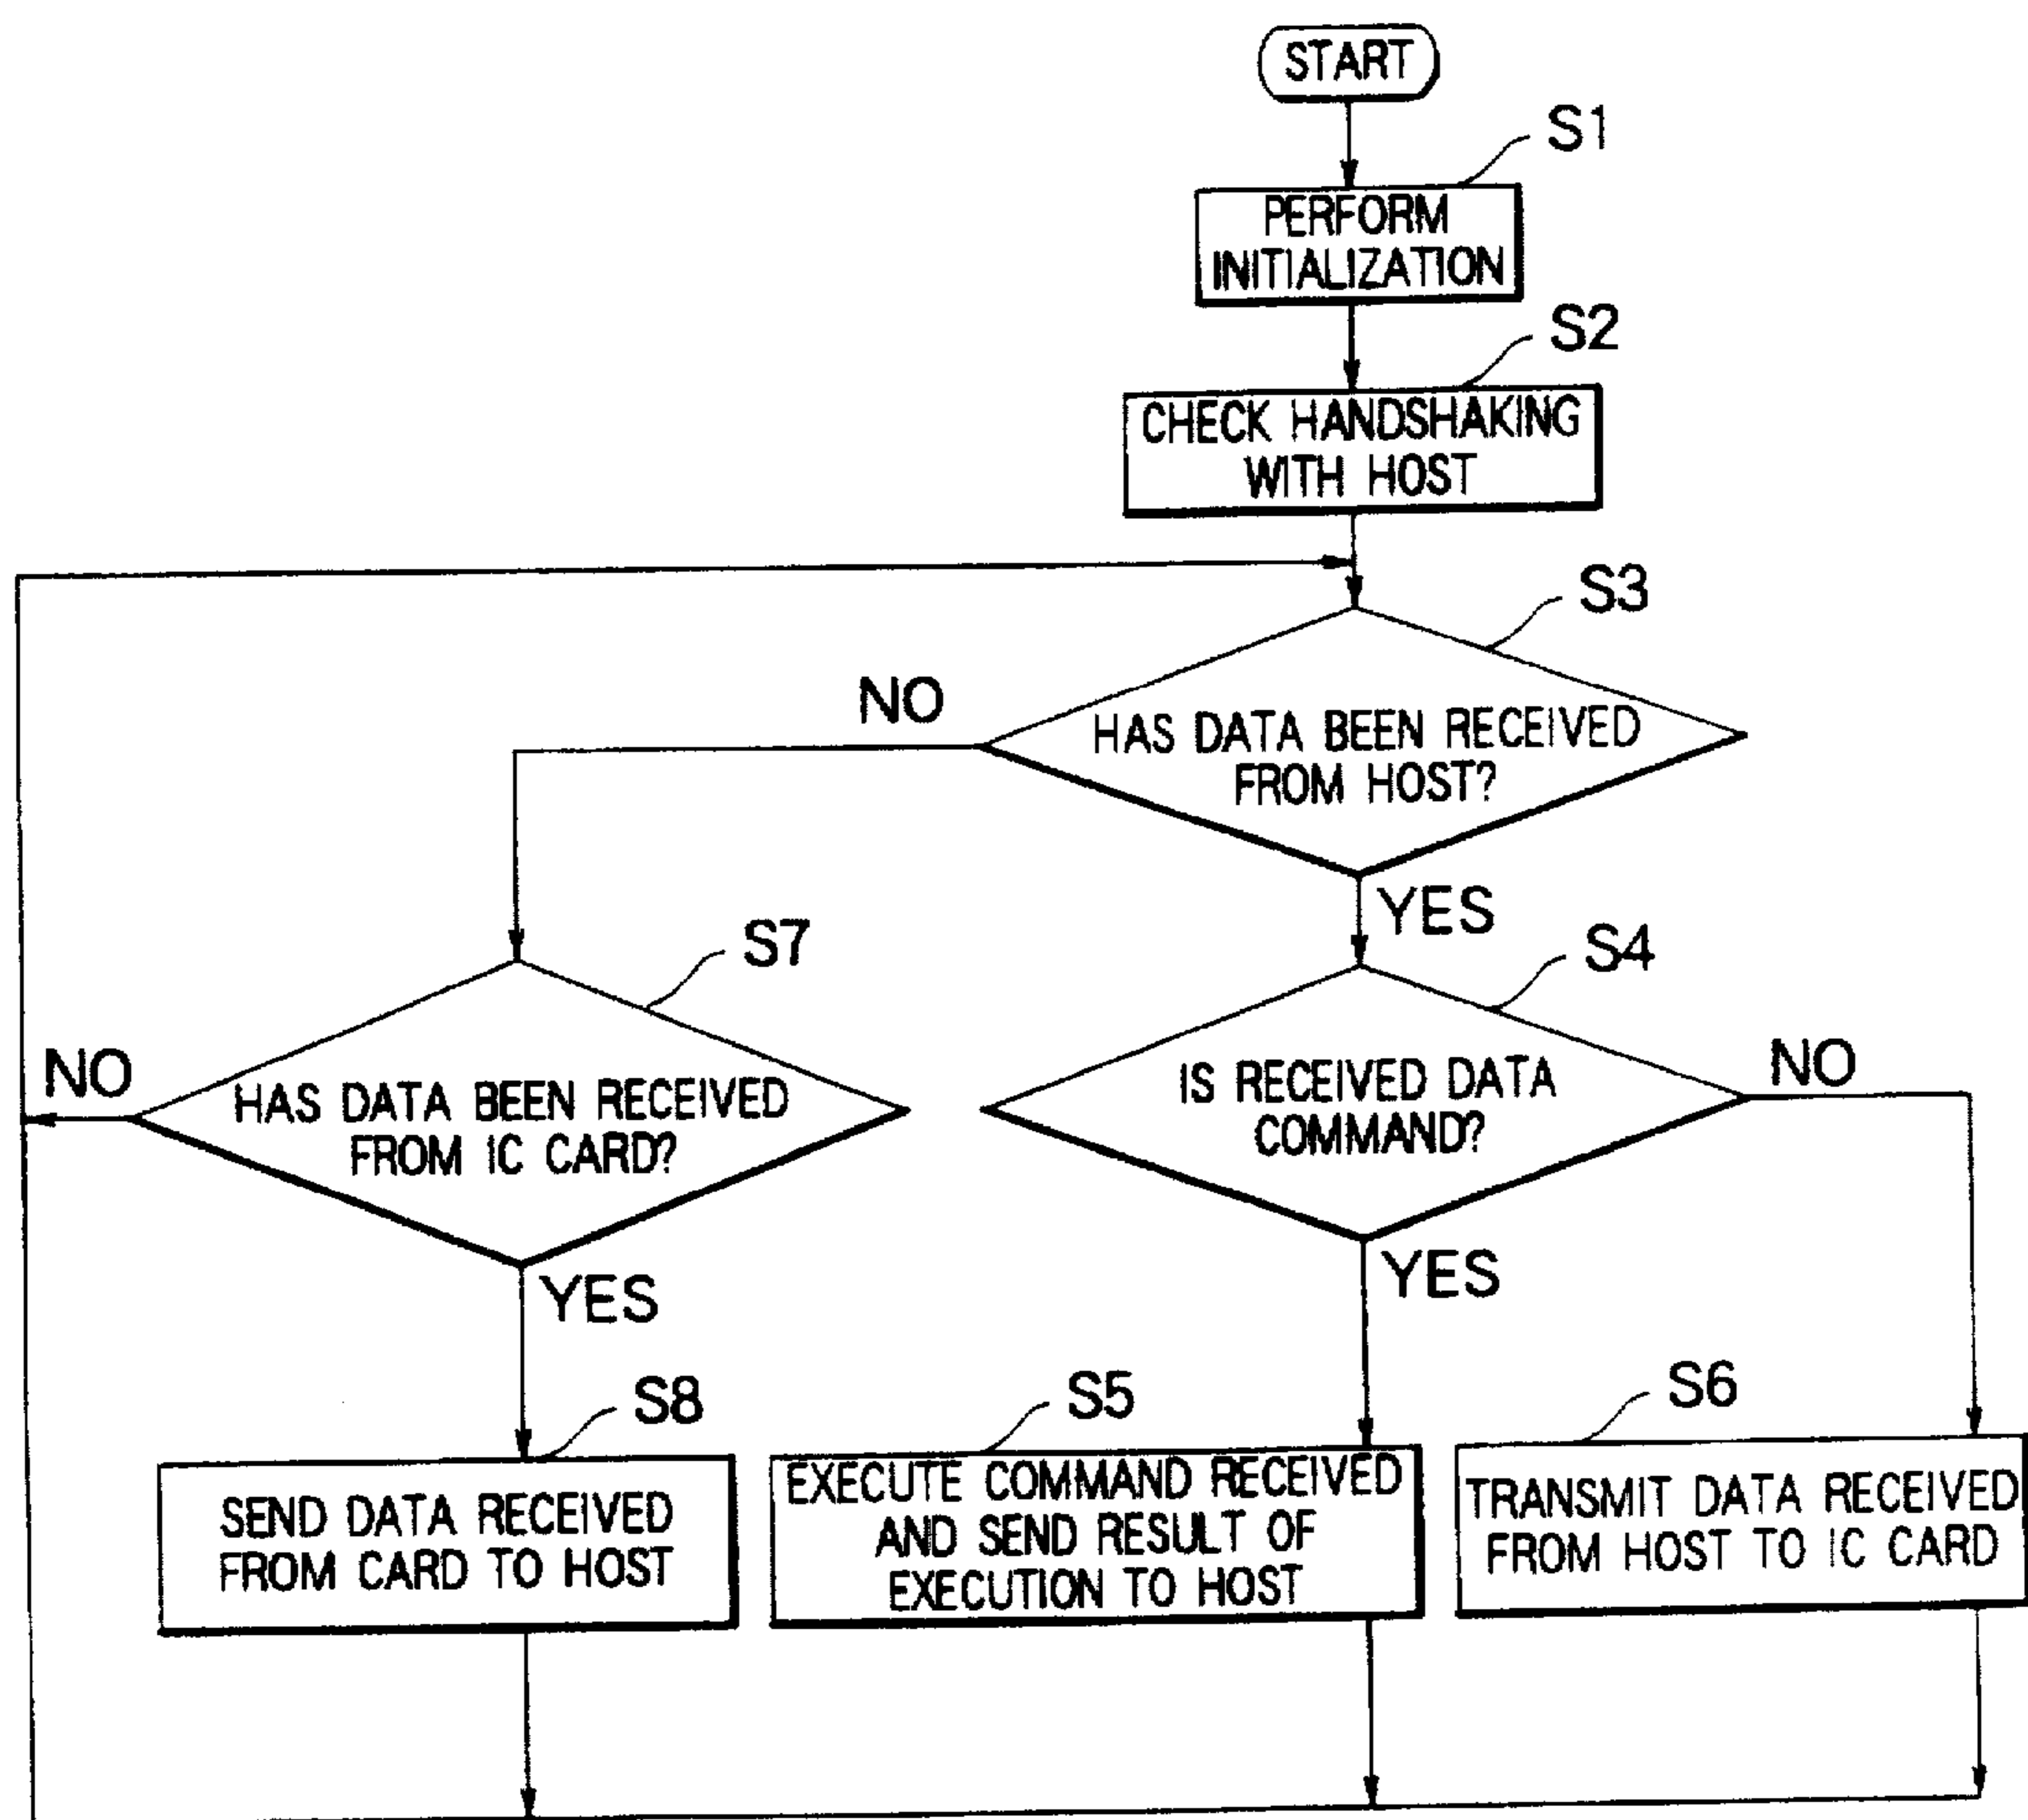 START
S1
PERFORM
INITIALIZATION
S2
CHECK HANDSHAKING
WITH HOST
S3
NO
HAS DATA BEEN RECEIVED
FROM HOST?
YES
S7
S4
NO
HAS DATA BEEN RECEIVED
FROM IC CARD?
IS RECEIVED DATA
COMMAND?
NO
YES
YES
S8
S5
S6
SEND DATA RECEIVED
FROM CARD TO HOST
EXECUTE COMMAND RECEIVED
AND SEND RESULT OF
EXECUTION TO HOST
TRANSMIT DATA RECEIVED
FROM HOST TO IC CARD